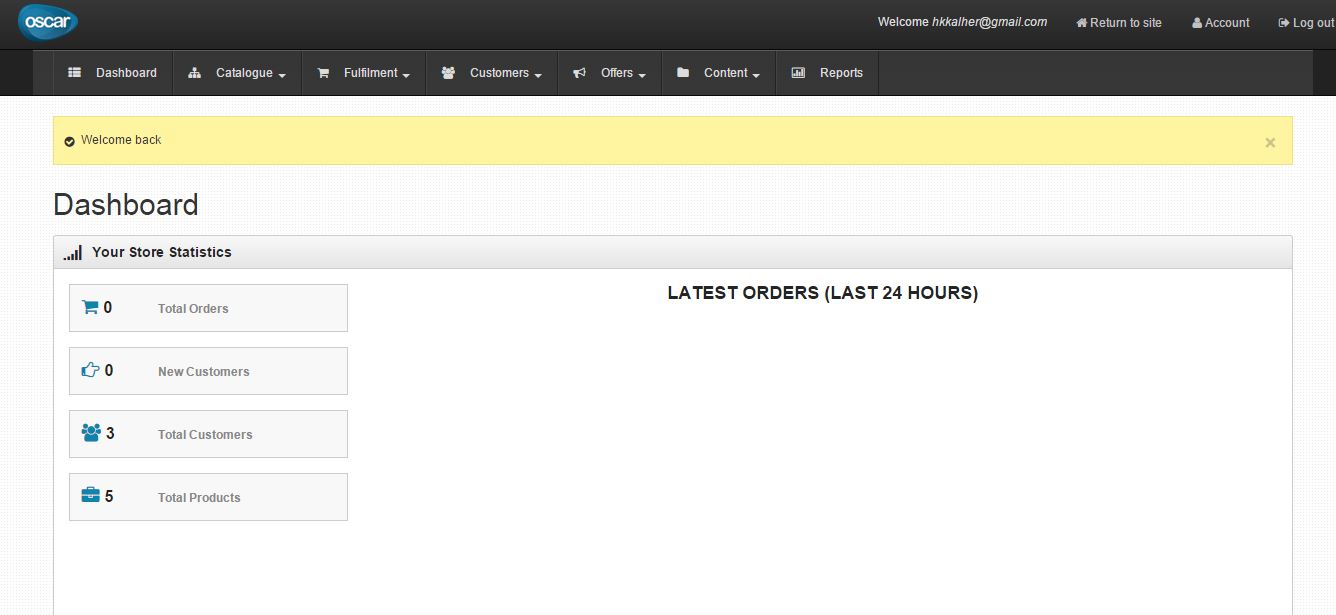 oscar
Welcome hkkalher@gmail.com Return to site Account Log out
Dashboard Catalogue Fulfilment Customers Offers Content Reports
Welcome back ×
Dashboard
Your Store Statistics
LATEST ORDERS (LAST 24 HOURS)
0 Total Orders
0 New Customers
3 Total Customers
5 Total Products